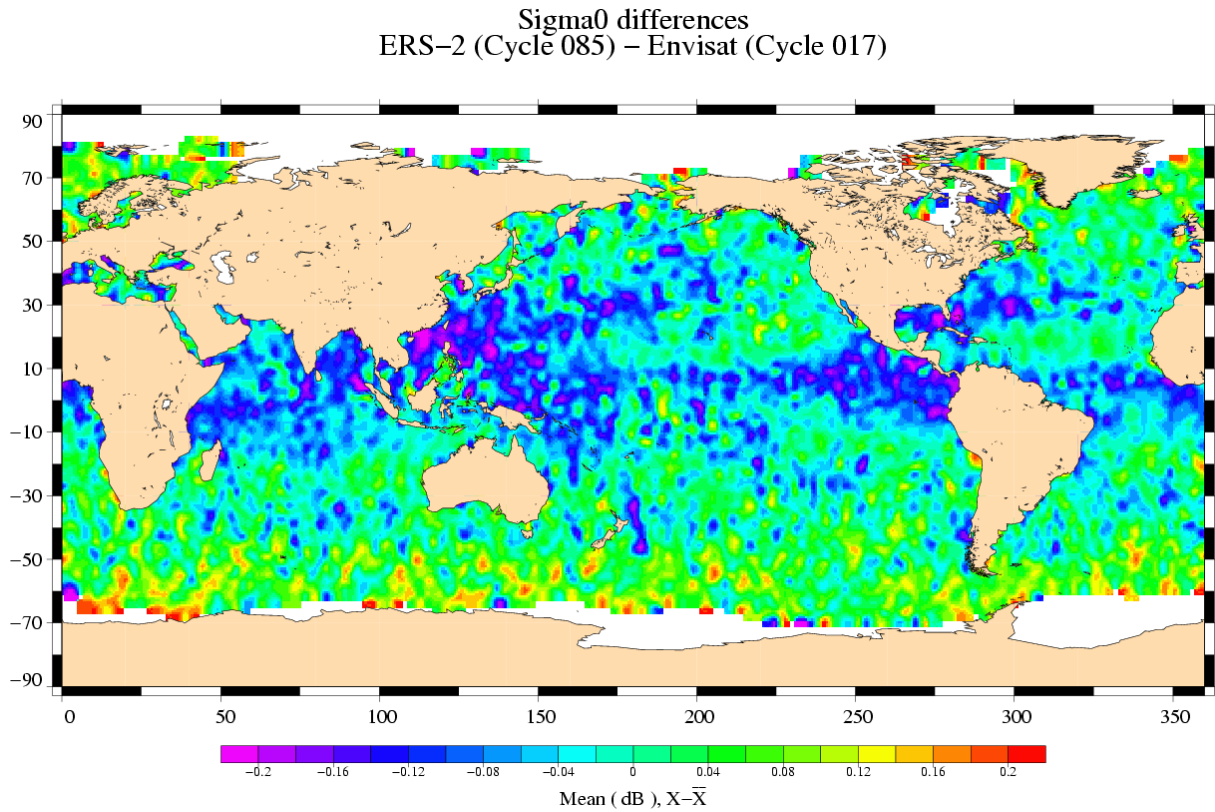 Sigma0 differences
ERS−2 (Cycle 085) − Envisat (Cycle 017)
90
70
50
30
10
−10
−30
−50
−70
−90
0 50 100 150 200 250 300 350
−0.2 −0.16 −0.12 −0.08 −0.04 0 0.04 0.08 0.12 0.16 0.2
Mean ( dB ), X−X̅